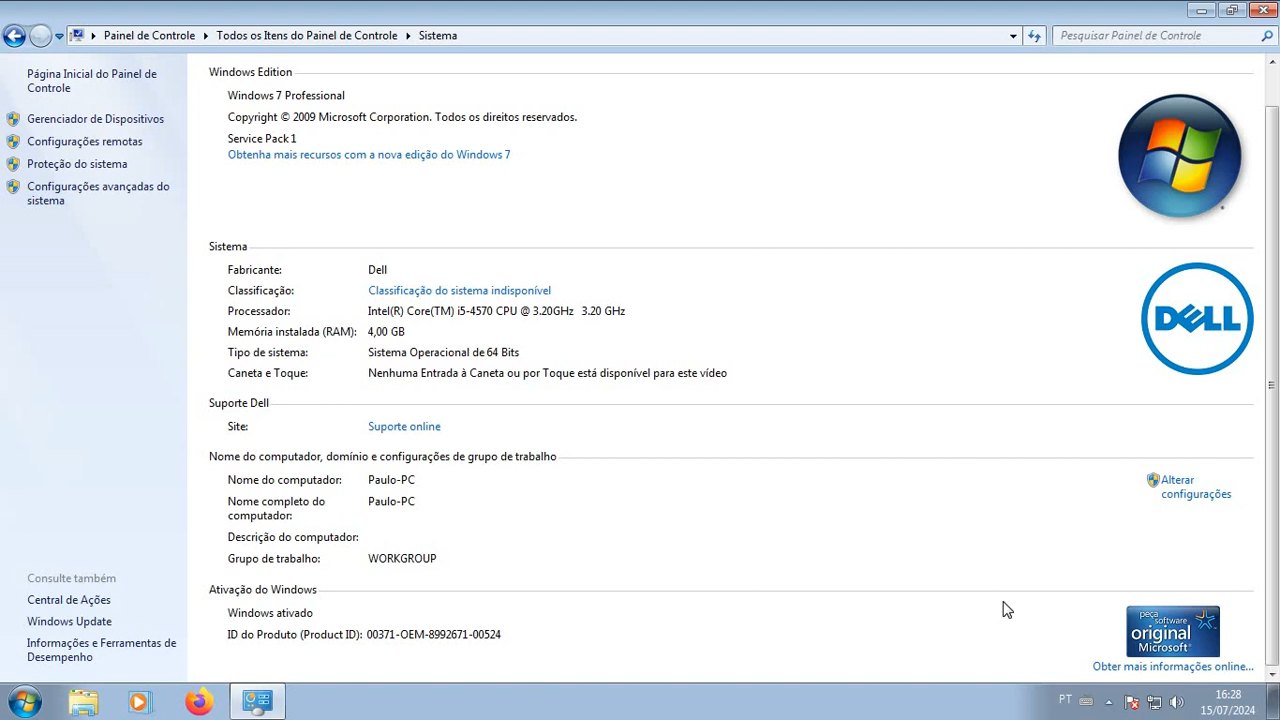 Painel de Controle
Todos os Itens do Painel de Controle
Sistema
Pesquisar Painel de Controle
Página Inicial do Painel de
Controle
Gerenciador de Dispositivos
Configurações remotas
Proteção do sistema
Configurações avançadas do
sistema
Consulte também
Central de Ações
Windows Update
Informações e Ferramentas de
Desempenho
Windows Edition
Windows 7 Professional
Copyright © 2009 Microsoft Corporation. Todos os direitos reservados.
Service Pack 1
Obtenha mais recursos com a nova edição do Windows 7
Sistema
Fabricante: Dell
Classificação: Classificação do sistema indisponível
Processador: Intel(R) Core(TM) i5-4570 CPU @ 3.20GHz 3.20 GHz
Memória instalada (RAM): 4,00 GB
Tipo de sistema: Sistema Operacional de 64 Bits
Caneta e Toque: Nenhuma Entrada à Caneta ou por Toque está disponível para este vídeo
DELL
Suporte Dell
Site: Suporte online
Nome do computador, domínio e configurações de grupo de trabalho
Nome do computador: Paulo-PC
Nome completo do
computador: Paulo-PC
Descrição do computador:
Grupo de trabalho: WORKGROUP
Alterar
configurações
Ativação do Windows
Windows ativado
ID do Produto (Product ID): 00371-OEM-8992671-00524
peça
software
original
Microsoft
Obter mais informações online...
PT
16:28
15/07/2024